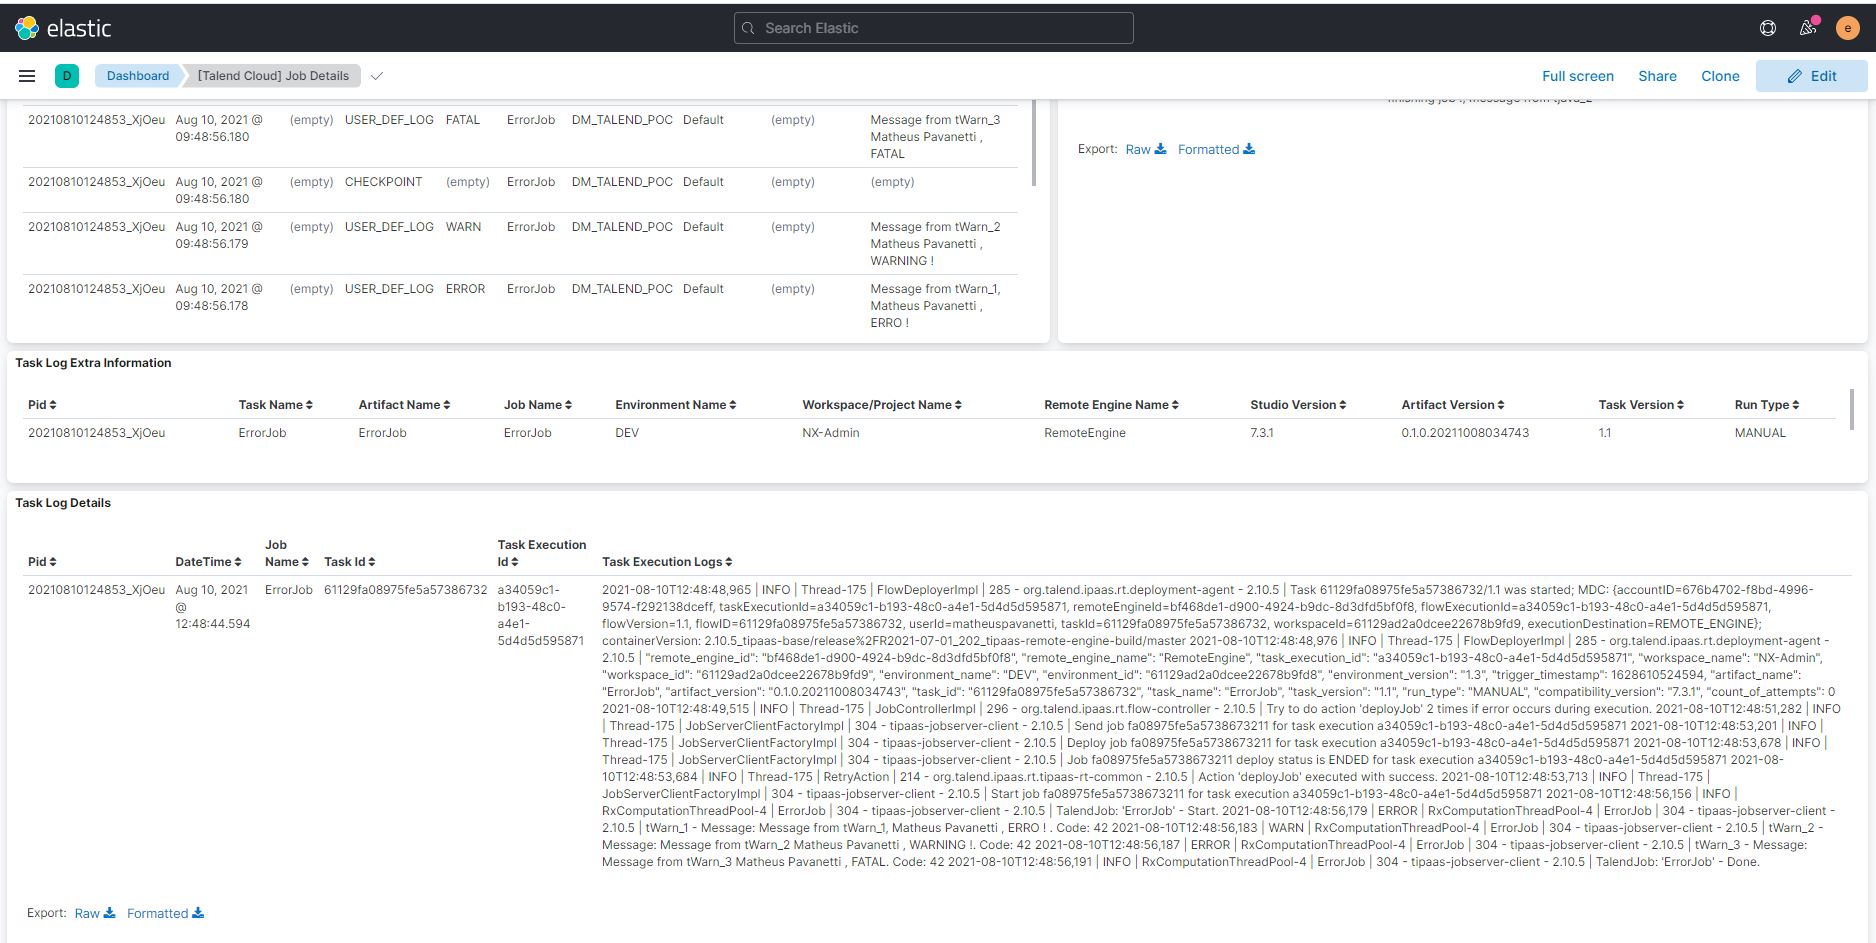 elastic
Search Elastic
e
D
Dashboard
[Talend Cloud] Job Details
Full screen
Share
Clone
Edit
20210810124853_XjOeu Aug 10, 2021 @ (empty) USER_DEF_LOG FATAL ErrorJob DM_TALEND_POC Default (empty) Message from tWarn_3
09:48:56.180 Matheus Pavanetti ,
FATAL
20210810124853_XjOeu Aug 10, 2021 @ (empty) CHECKPOINT (empty) ErrorJob DM_TALEND_POC Default (empty) (empty)
09:48:56.180
20210810124853_XjOeu Aug 10, 2021 @ (empty) USER_DEF_LOG WARN ErrorJob DM_TALEND_POC Default (empty) Message from tWarn_2
09:48:56.179 Matheus Pavanetti ,
WARNING !
20210810124853_XjOeu Aug 10, 2021 @ (empty) USER_DEF_LOG ERROR ErrorJob DM_TALEND_POC Default (empty) Message from tWarn_1,
09:48:56.178 Matheus Pavanetti ,
ERRO !
finishing job !, message from tjava_2
Export: Raw Formatted
Task Log Extra Information
Pid Task Name Artifact Name Job Name Environment Name Workspace/Project Name Remote Engine Name Studio Version Artifact Version Task Version Run Type
20210810124853_XjOeu ErrorJob ErrorJob ErrorJob DEV NX-Admin RemoteEngine 7.3.1 0.1.0.20211008034743 1.1 MANUAL
Task Log Details
Pid DateTime Job Name Task Id Task Execution Id Task Execution Logs
20210810124853_XjOeu
Aug 10, 2021
@
12:48:44.594
ErrorJob
61129fa08975fe5a57386732
a34059c1-
b193-48c0-
a4e1-
5d4d5d595871
2021-08-10T12:48:48,965 | INFO | Thread-175 | FlowDeployerImpl | 285 - org.talend.ipaas.rt.deployment-agent - 2.10.5 | Task 61129fa08975fe5a57386732/1.1 was started; MDC: {accountID=676b4702-f8bd-4996-
9574-f292138dceff, taskExecutionId=a34059c1-b193-48c0-a4e1-5d4d5d595871, remoteEngineId=bf468de1-d900-4924-b9dc-8d3dfd5bf0f8, flowExecutionId=a34059c1-b193-48c0-a4e1-5d4d5d595871,
flowVersion=1.1, flowID=61129fa08975fe5a57386732, userId=matheuspavanetti, taskId=61129fa08975fe5a57386732, workspaceId=61129ad2a0dcee22678b9fd9, executionDestination=REMOTE_ENGINE};
containerVersion: 2.10.5_tipaas-base/release%2FR2021-07-01_202_tipaas-remote-engine-build/master 2021-08-10T12:48:48,976 | INFO | Thread-175 | FlowDeployerImpl | 285 - org.talend.ipaas.rt.deployment-agent -
2.10.5 | "remote_engine_id": "bf468de1-d900-4924-b9dc-8d3dfd5bf0f8", "remote_engine_name": "RemoteEngine", "task_execution_id": "a34059c1-b193-48c0-a4e1-5d4d5d595871", "workspace_name": "NX-Admin",
"workspace_id": "61129ad2a0dcee22678b9fd9", "environment_name": "DEV", "environment_id": "61129ad2a0dcee22678b9fd8", "environment_version": "1.3", "trigger_timestamp": 1628610524594, "artifact_name":
"ErrorJob", "artifact_version": "0.1.0.20211008034743", "task_id": "61129fa08975fe5a57386732", "task_name": "ErrorJob", "task_version": "1.1", "run_type": "MANUAL", "compatibility_version": "7.3.1", "count_of_attempts": 0
2021-08-10T12:48:49,515 | INFO | Thread-175 | JobControllerImpl | 296 - org.talend.ipaas.rt.flow-controller - 2.10.5 | Try to do action 'deployJob' 2 times if error occurs during execution. 2021-08-10T12:48:51,282 | INFO
| Thread-175 | JobServerClientFactoryImpl | 304 - tipaas-jobserver-client - 2.10.5 | Send job fa08975fe5a5738673211 for task execution a34059c1-b193-48c0-a4e1-5d4d5d595871 2021-08-10T12:48:53,201 | INFO |
Thread-175 | JobServerClientFactoryImpl | 304 - tipaas-jobserver-client - 2.10.5 | Deploy job fa08975fe5a5738673211 for task execution a34059c1-b193-48c0-a4e1-5d4d5d595871 2021-08-10T12:48:53,678 | INFO |
Thread-175 | JobServerClientFactoryImpl | 304 - tipaas-jobserver-client - 2.10.5 | Job fa08975fe5a5738673211 deploy status is ENDED for task execution a34059c1-b193-48c0-a4e1-5d4d5d595871 2021-08-
10T12:48:53,684 | INFO | Thread-175 | RetryAction | 214 - org.talend.ipaas.rt.tipaas-rt-common - 2.10.5 | Action 'deployJob' executed with success. 2021-08-10T12:48:53,713 | INFO | Thread-175 |
JobServerClientFactoryImpl | 304 - tipaas-jobserver-client - 2.10.5 | Start job fa08975fe5a5738673211 for task execution a34059c1-b193-48c0-a4e1-5d4d5d595871 2021-08-10T12:48:56,156 | INFO |
RxComputationThreadPool-4 | ErrorJob | 304 - tipaas-jobserver-client - 2.10.5 | TalendJob: 'ErrorJob' - Start. 2021-08-10T12:48:56,179 | ERROR | RxComputationThreadPool-4 | ErrorJob | 304 - tipaas-jobserver-client -
2.10.5 | tWarn_1 - Message: Message from tWarn_1, Matheus Pavanetti , ERRO ! . Code: 42 2021-08-10T12:48:56,183 | WARN | RxComputationThreadPool-4 | ErrorJob | 304 - tipaas-jobserver-client - 2.10.5 | tWarn_2 -
Message: Message from tWarn_2 Matheus Pavanetti , WARNING !. Code: 42 2021-08-10T12:48:56,187 | ERROR | RxComputationThreadPool-4 | ErrorJob | 304 - tipaas-jobserver-client - 2.10.5 | tWarn_3 - Message:
Message from tWarn_3 Matheus Pavanetti , FATAL. Code: 42 2021-08-10T12:48:56,191 | INFO | RxComputationThreadPool-4 | ErrorJob | 304 - tipaas-jobserver-client - 2.10.5 | TalendJob: 'ErrorJob' - Done.
Export: Raw Formatted